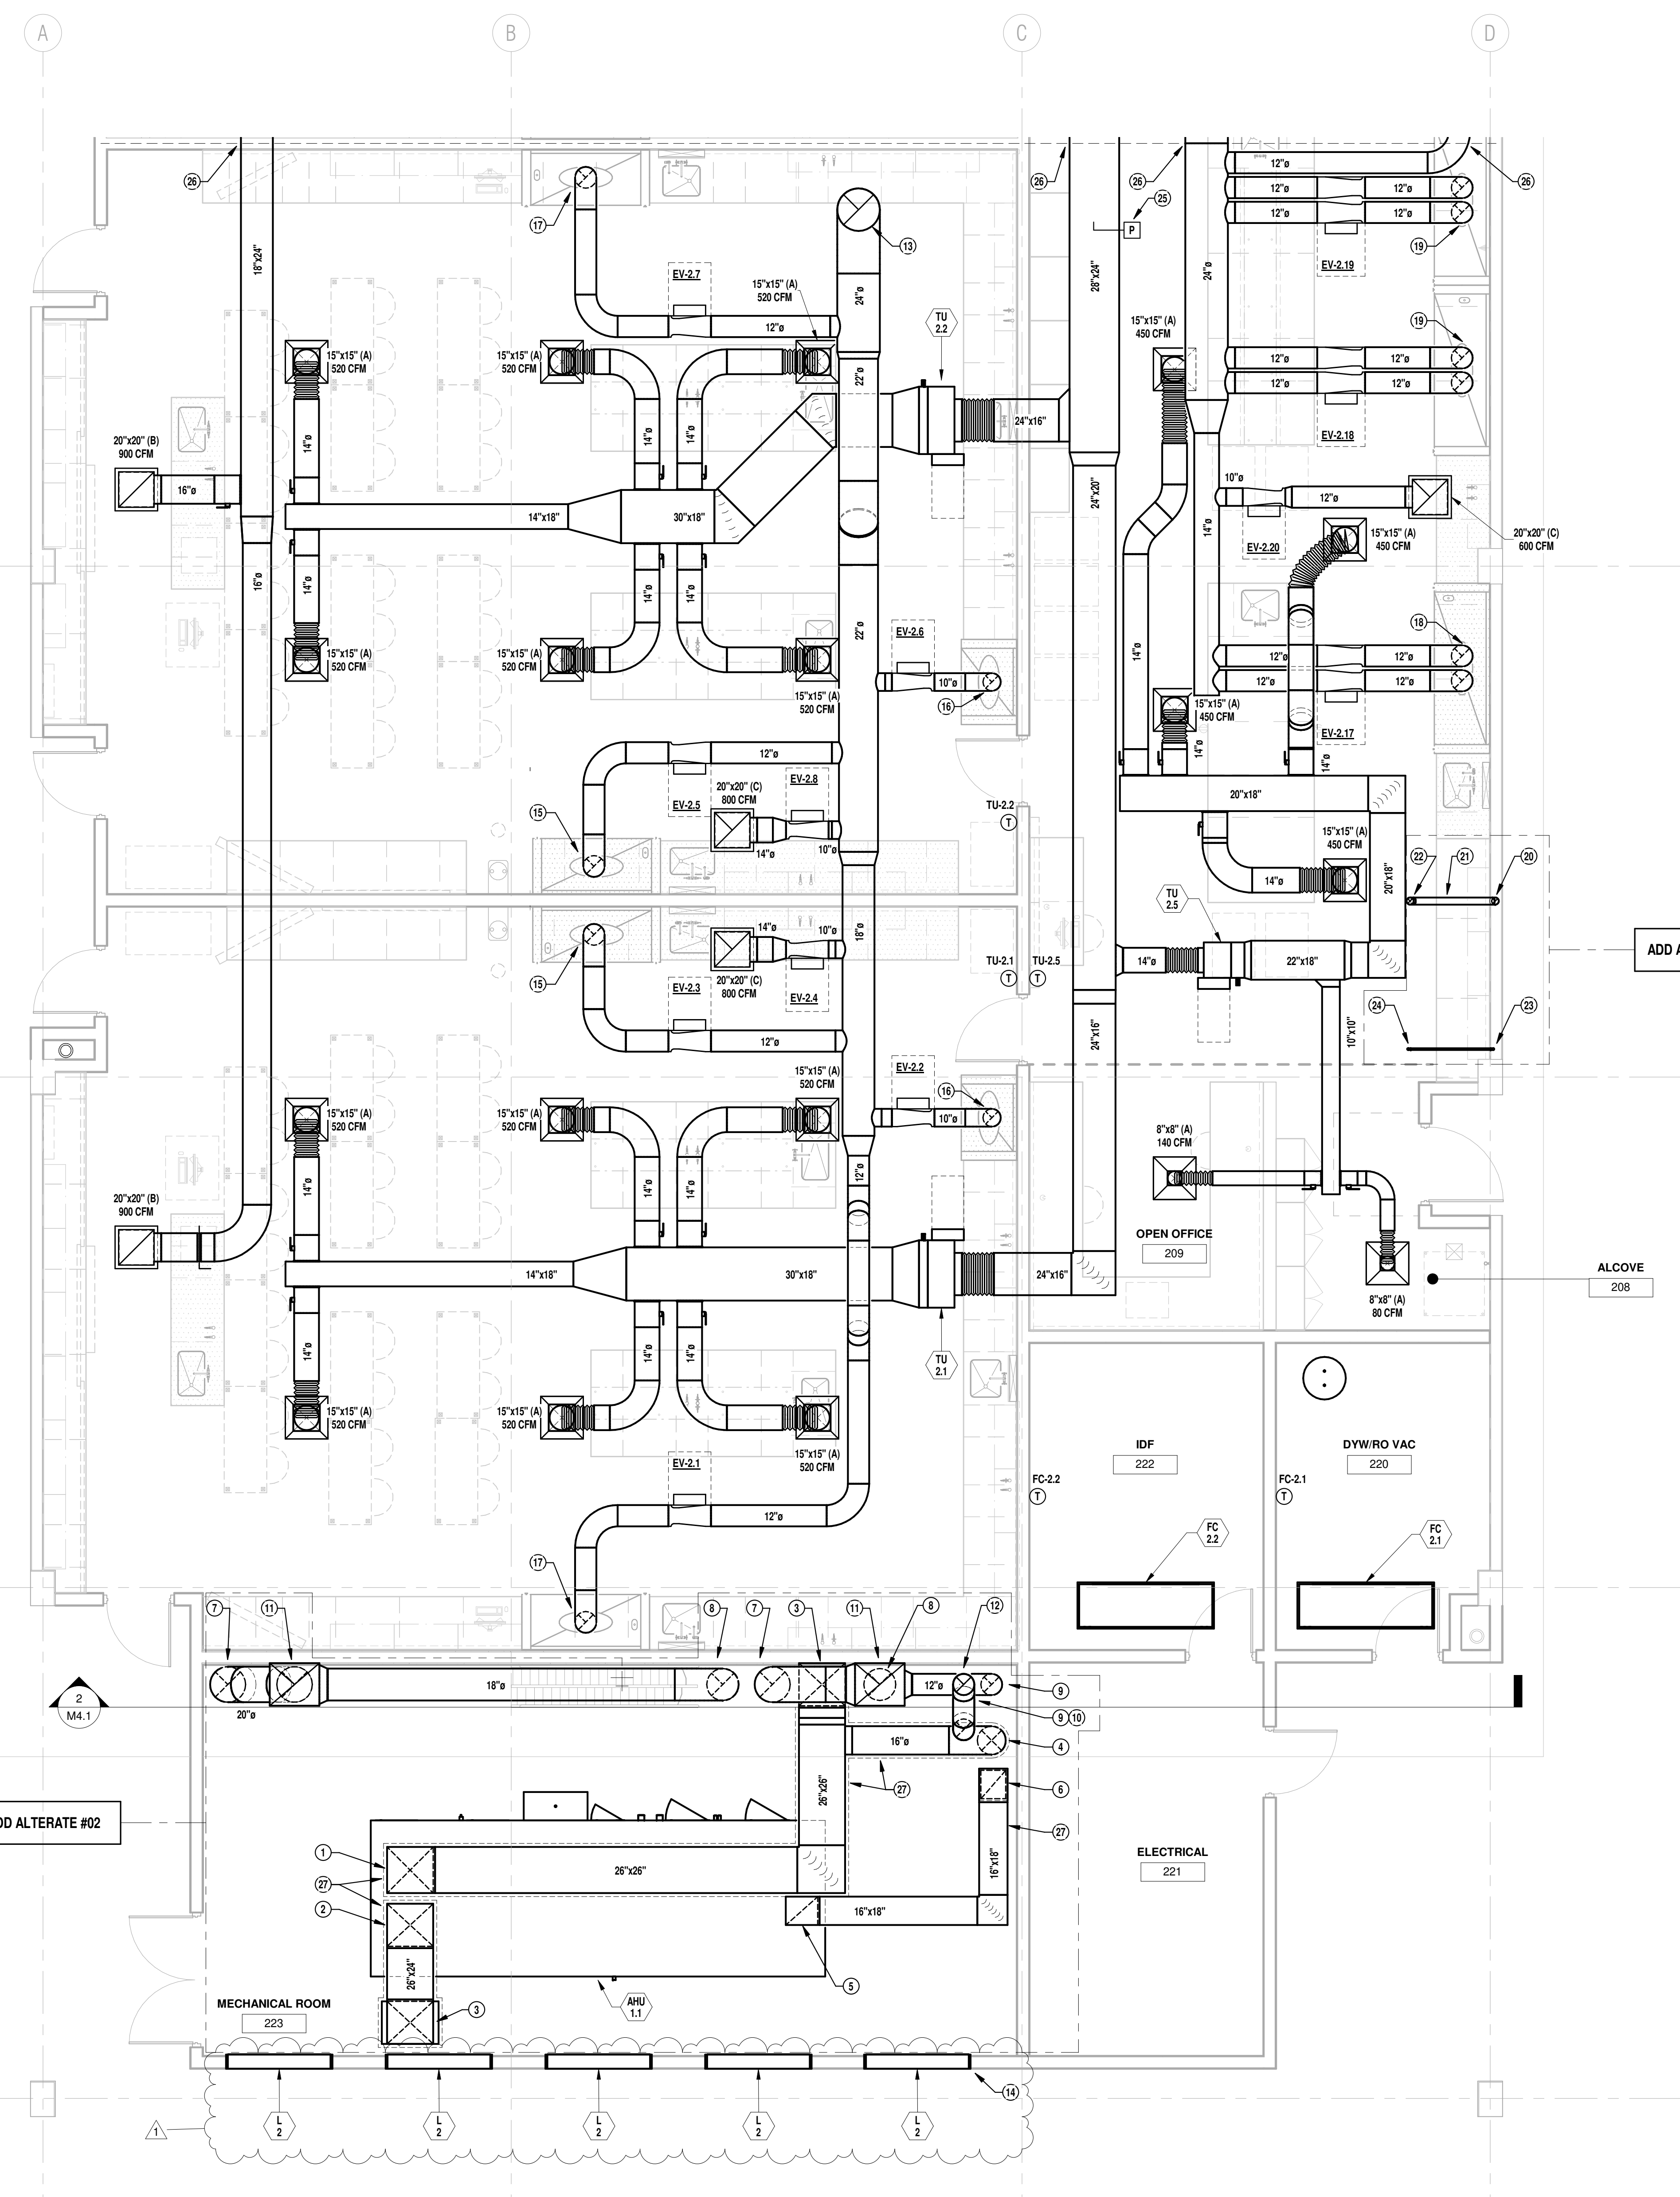 A
B
C
D
26
26
26
26
17
25
13
19
12"ø
12"ø
12"ø
12"ø
12"ø
18"x24"
28"x24"
24"ø
24"ø
EV-2.7
EV-2.19
15"x15" (A)
520 CFM
12"ø
TU
2.2
15"x15" (A)
450 CFM
19
15"x15" (A)
520 CFM
15"x15" (A)
520 CFM
22"ø
12"ø
12"ø
12"ø
12"ø
24"x16"
EV-2.18
20"x20" (B)
900 CFM
16"ø
14"ø
14"ø
14"ø
24"x20"
10"ø
12"ø
14"x18"
30"x18"
14"ø
EV-2.20
15"x15" (A)
450 CFM
20"x20" (C)
600 CFM
16"ø
14"ø
14"ø
14"ø
22"ø
EV-2.6
18
15"x15" (A)
520 CFM
15"x15" (A)
520 CFM
14"ø
12"ø
12"ø
12"ø
12"ø
10"ø
16
15"x15" (A)
520 CFM
15"x15" (A)
450 CFM
EV-2.17
12"ø
14"ø
14"ø
EV-2.5
EV-2.8
20"x20" (C)
800 CFM
15
TU-2.2
T
20"x18"
14"ø
10"ø
15"x15" (A)
450 CFM
22
21
20
14"ø
20"x18"
TU
2.5
14"ø
10"ø
18"ø
ADD A
TU-2.1
T
TU-2.5
T
14"ø
22"x18"
15
20"x20" (C)
800 CFM
EV-2.3
EV-2.4
24
23
12"ø
24"x16"
10"x10"
EV-2.2
15"x15" (A)
520 CFM
16
15"x15" (A)
520 CFM
15"x15" (A)
520 CFM
10"ø
8"x8" (A)
140 CFM
12"ø
14"ø
14"ø
14"ø
20"x20" (B)
900 CFM
OPEN OFFICE
209
14"x18"
30"x18"
24"x16"
ALCOVE
208
8"x8" (A)
80 CFM
14"ø
14"ø
14"ø
TU
2.1
15"x15" (A)
520 CFM
15"x15" (A)
520 CFM
15"x15" (A)
520 CFM
EV-2.1
IDF
222
DYW/RO VAC
220
FC-2.2
T
FC-2.1
T
12"ø
FC
2.2
FC
2.1
17
7
11
8
7
3
11
8
12
18"ø
12"ø
9
2
M4.1
20"ø
9
10
16"ø
4
6
27
26"x26"
27
ADD ALTERATE #02
1
26"x26"
16"x18"
ELECTRICAL
221
27
2
16"x18"
26"x24"
5
MECHANICAL ROOM
223
3
AHU
1.1
14
1
L
2
L
2
L
2
L
2
L
2